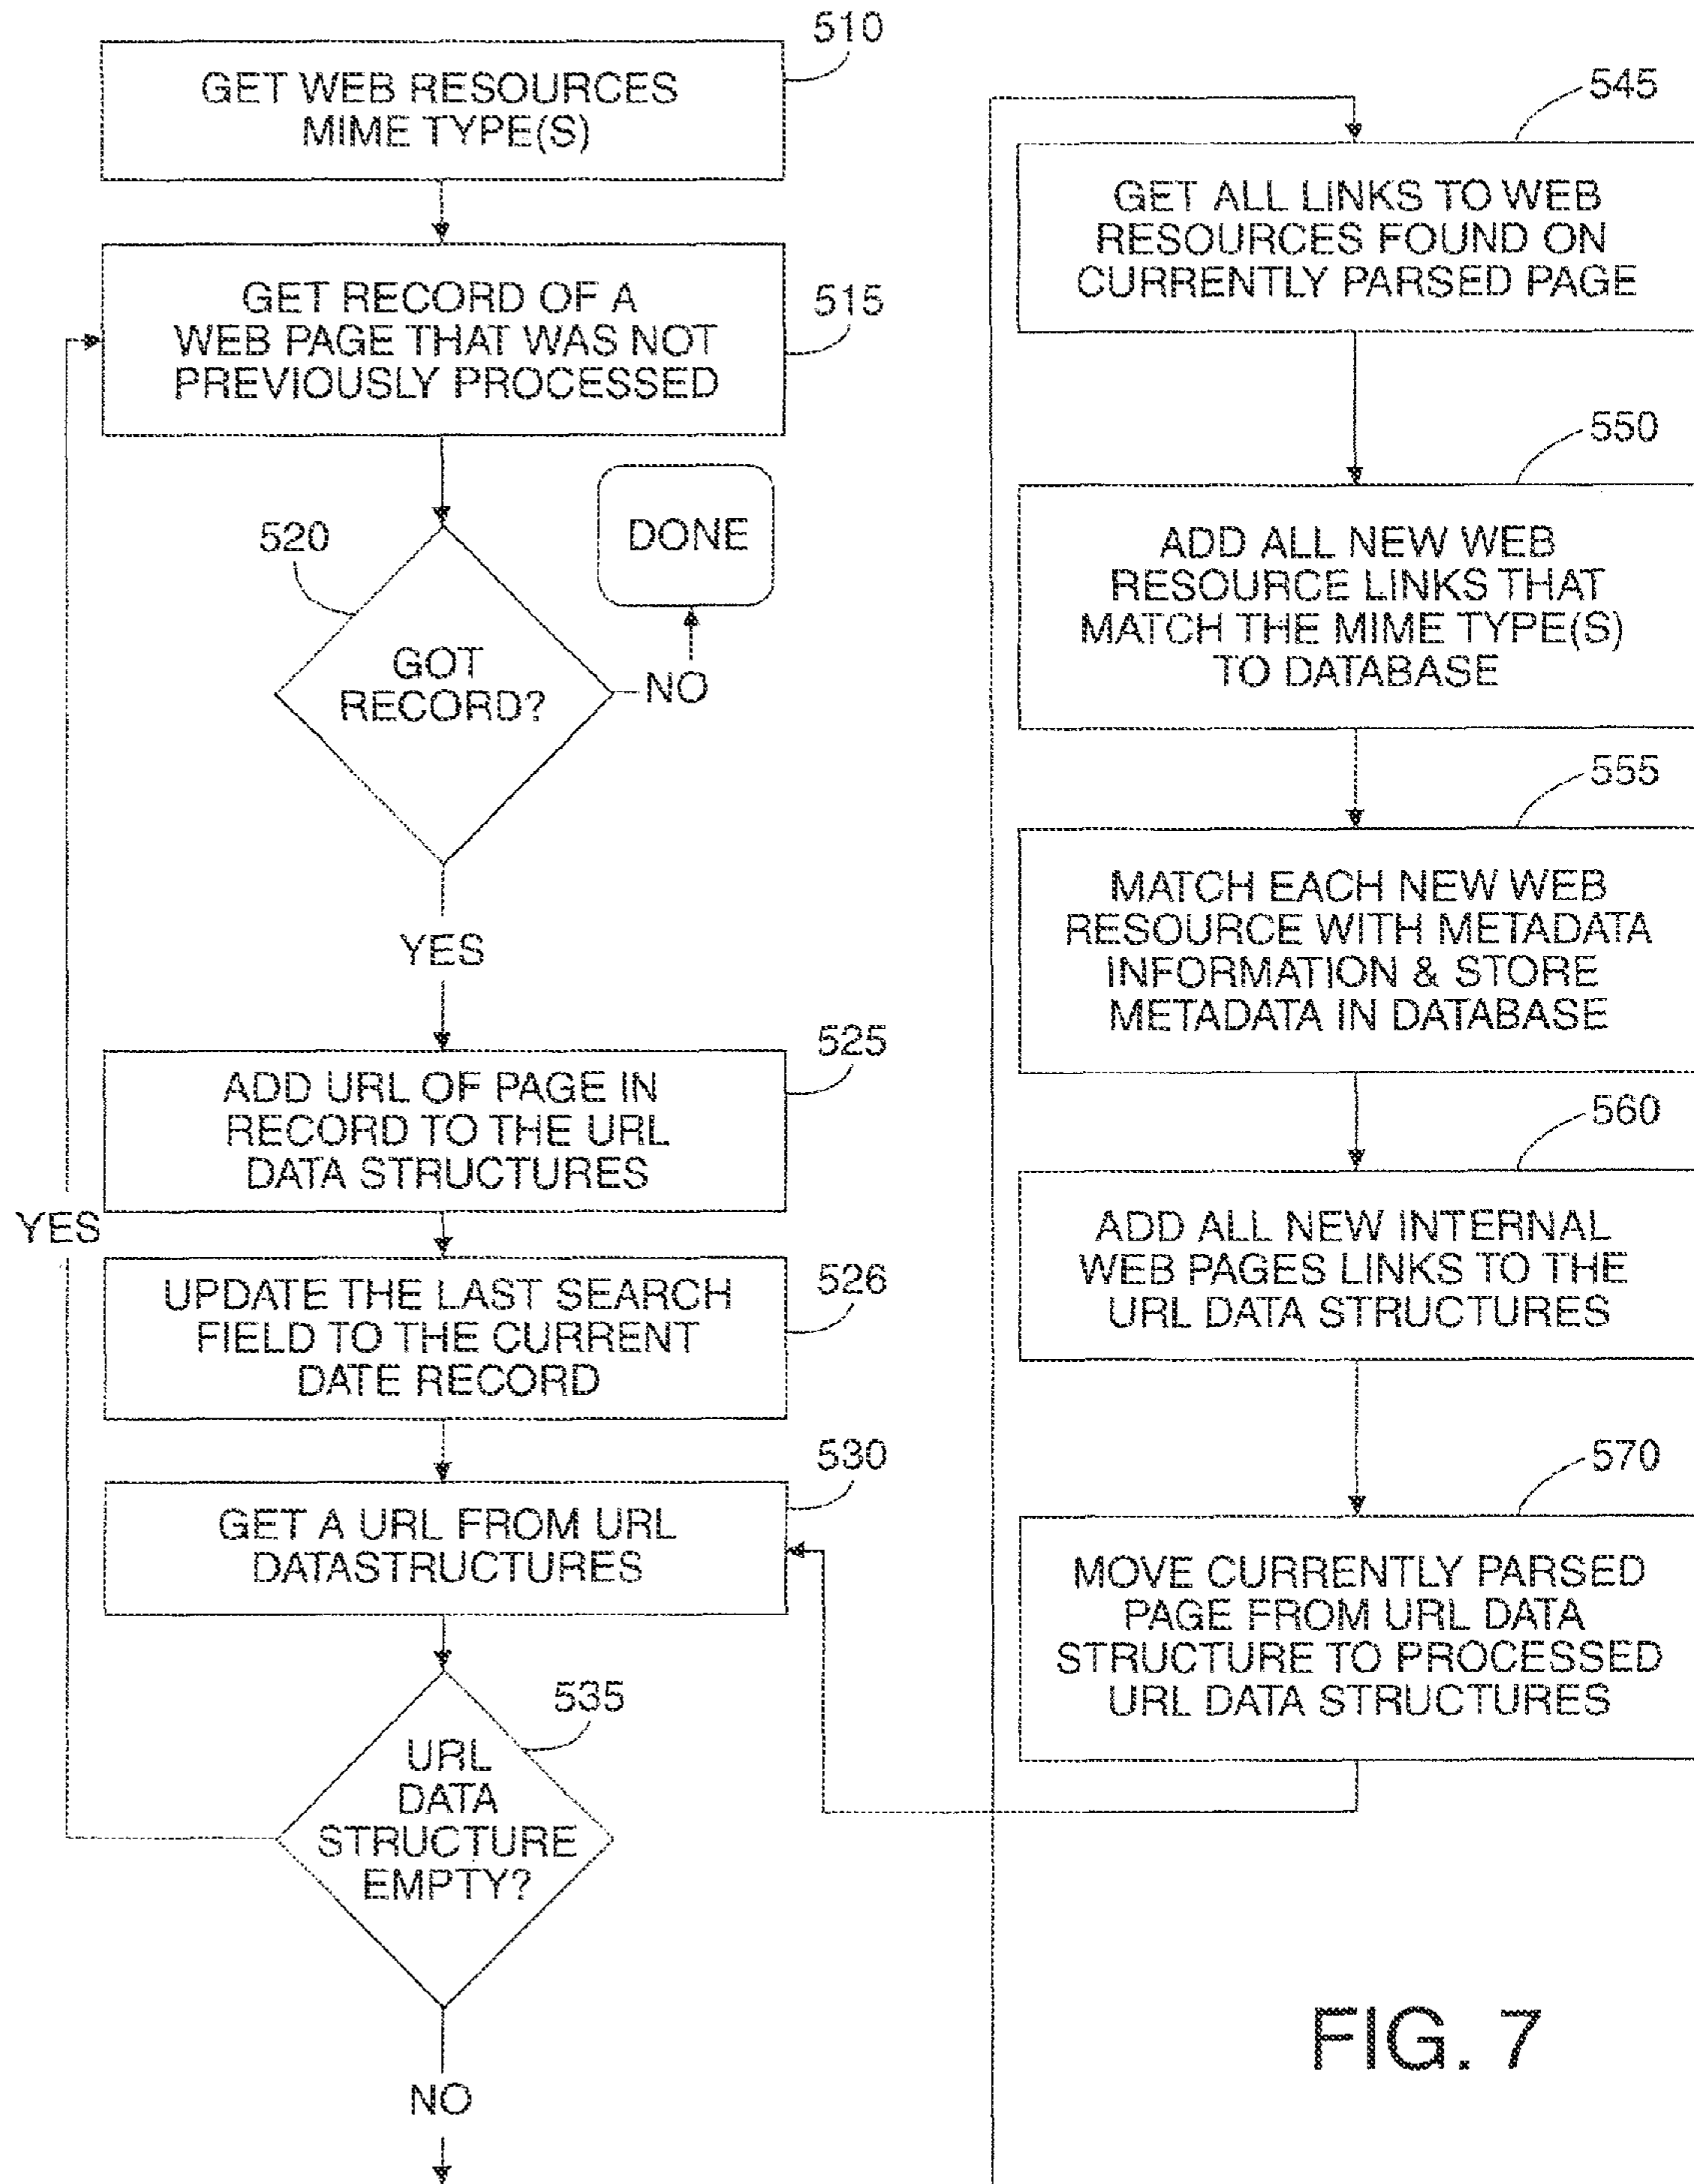 510
GET WEB RESOURCES
MIME TYPE(S)
GET RECORD OF A
WEB PAGE THAT WAS NOT
PREVIOUSLY PROCESSED
515
520
GOT
RECORD?
NO
DONE
YES
525
ADD URL OF PAGE IN
RECORD TO THE URL
DATA STRUCTURES
YES
526
UPDATE THE LAST SEARCH
FIELD TO THE CURRENT
DATE RECORD
530
GET A URL FROM URL
DATASTRUCTURES
535
URL
DATA
STRUCTURE
EMPTY?
NO
545
GET ALL LINKS TO WEB
RESOURCES FOUND ON
CURRENTLY PARSED PAGE
550
ADD ALL NEW WEB
RESOURCE LINKS THAT
MATCH THE MIME TYPE(S)
TO DATABASE
555
MATCH EACH NEW WEB
RESOURCE WITH METADATA
INFORMATION & STORE
METADATA IN DATABASE
560
ADD ALL NEW INTERNAL
WEB PAGES LINKS TO THE
URL DATA STRUCTURES
570
MOVE CURRENTLY PARSED
PAGE FROM URL DATA
STRUCTURE TO PROCESSED
URL DATA STRUCTURES
FIG. 7